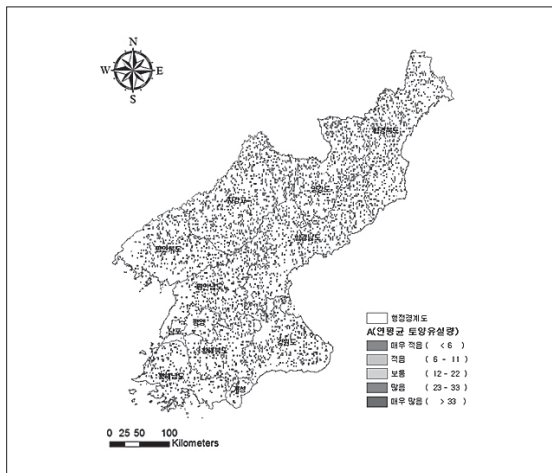 N
W E
S
함경북도
양강도
자강도
함경남도
평안북도
평안남도
평양
남포
황해북도
강원도
황해남도
개성
행정경계도
A(연평균 토양유실량)
매우 적음 ( < 6 )
적음 ( 6 - 11 )
보통 ( 12 - 22 )
많음 ( 23 - 33 )
매우 많음 ( > 33 )
0 25 50 100
Kilometers